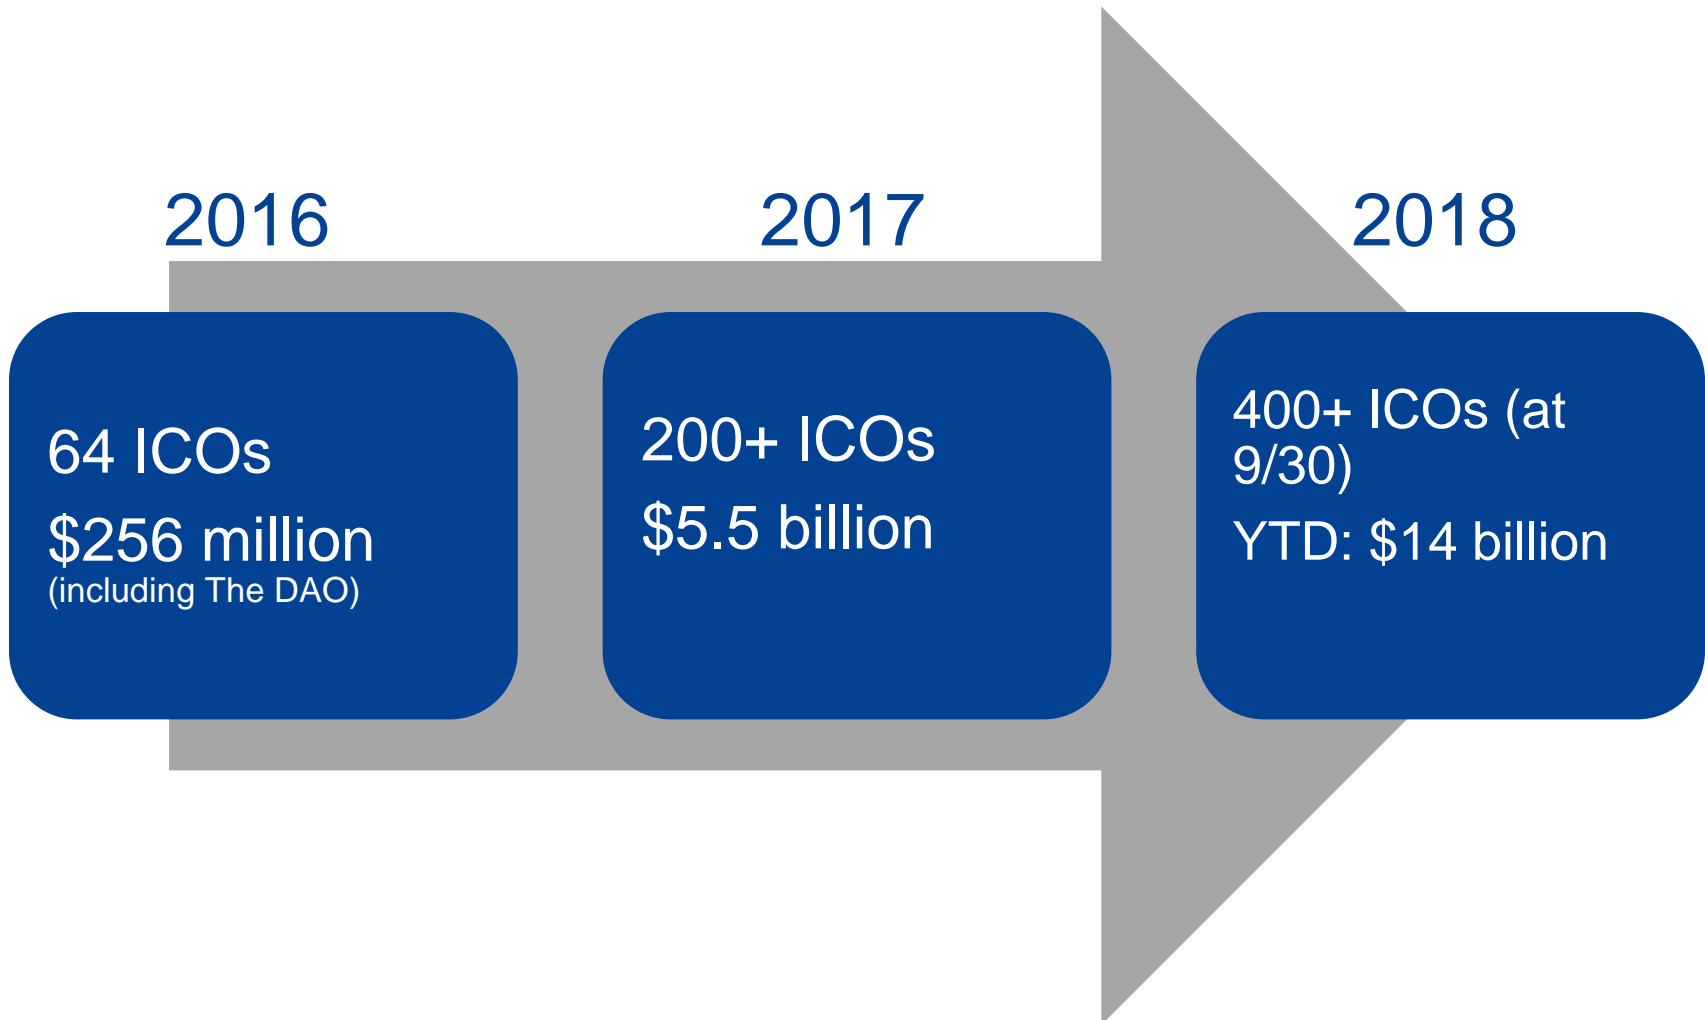 2016
2017
2018
64 ICOs
$256 million
(including The DAO)
200+ ICOs
$5.5 billion
400+ ICOs (at
9/30)
YTD: $14 billion